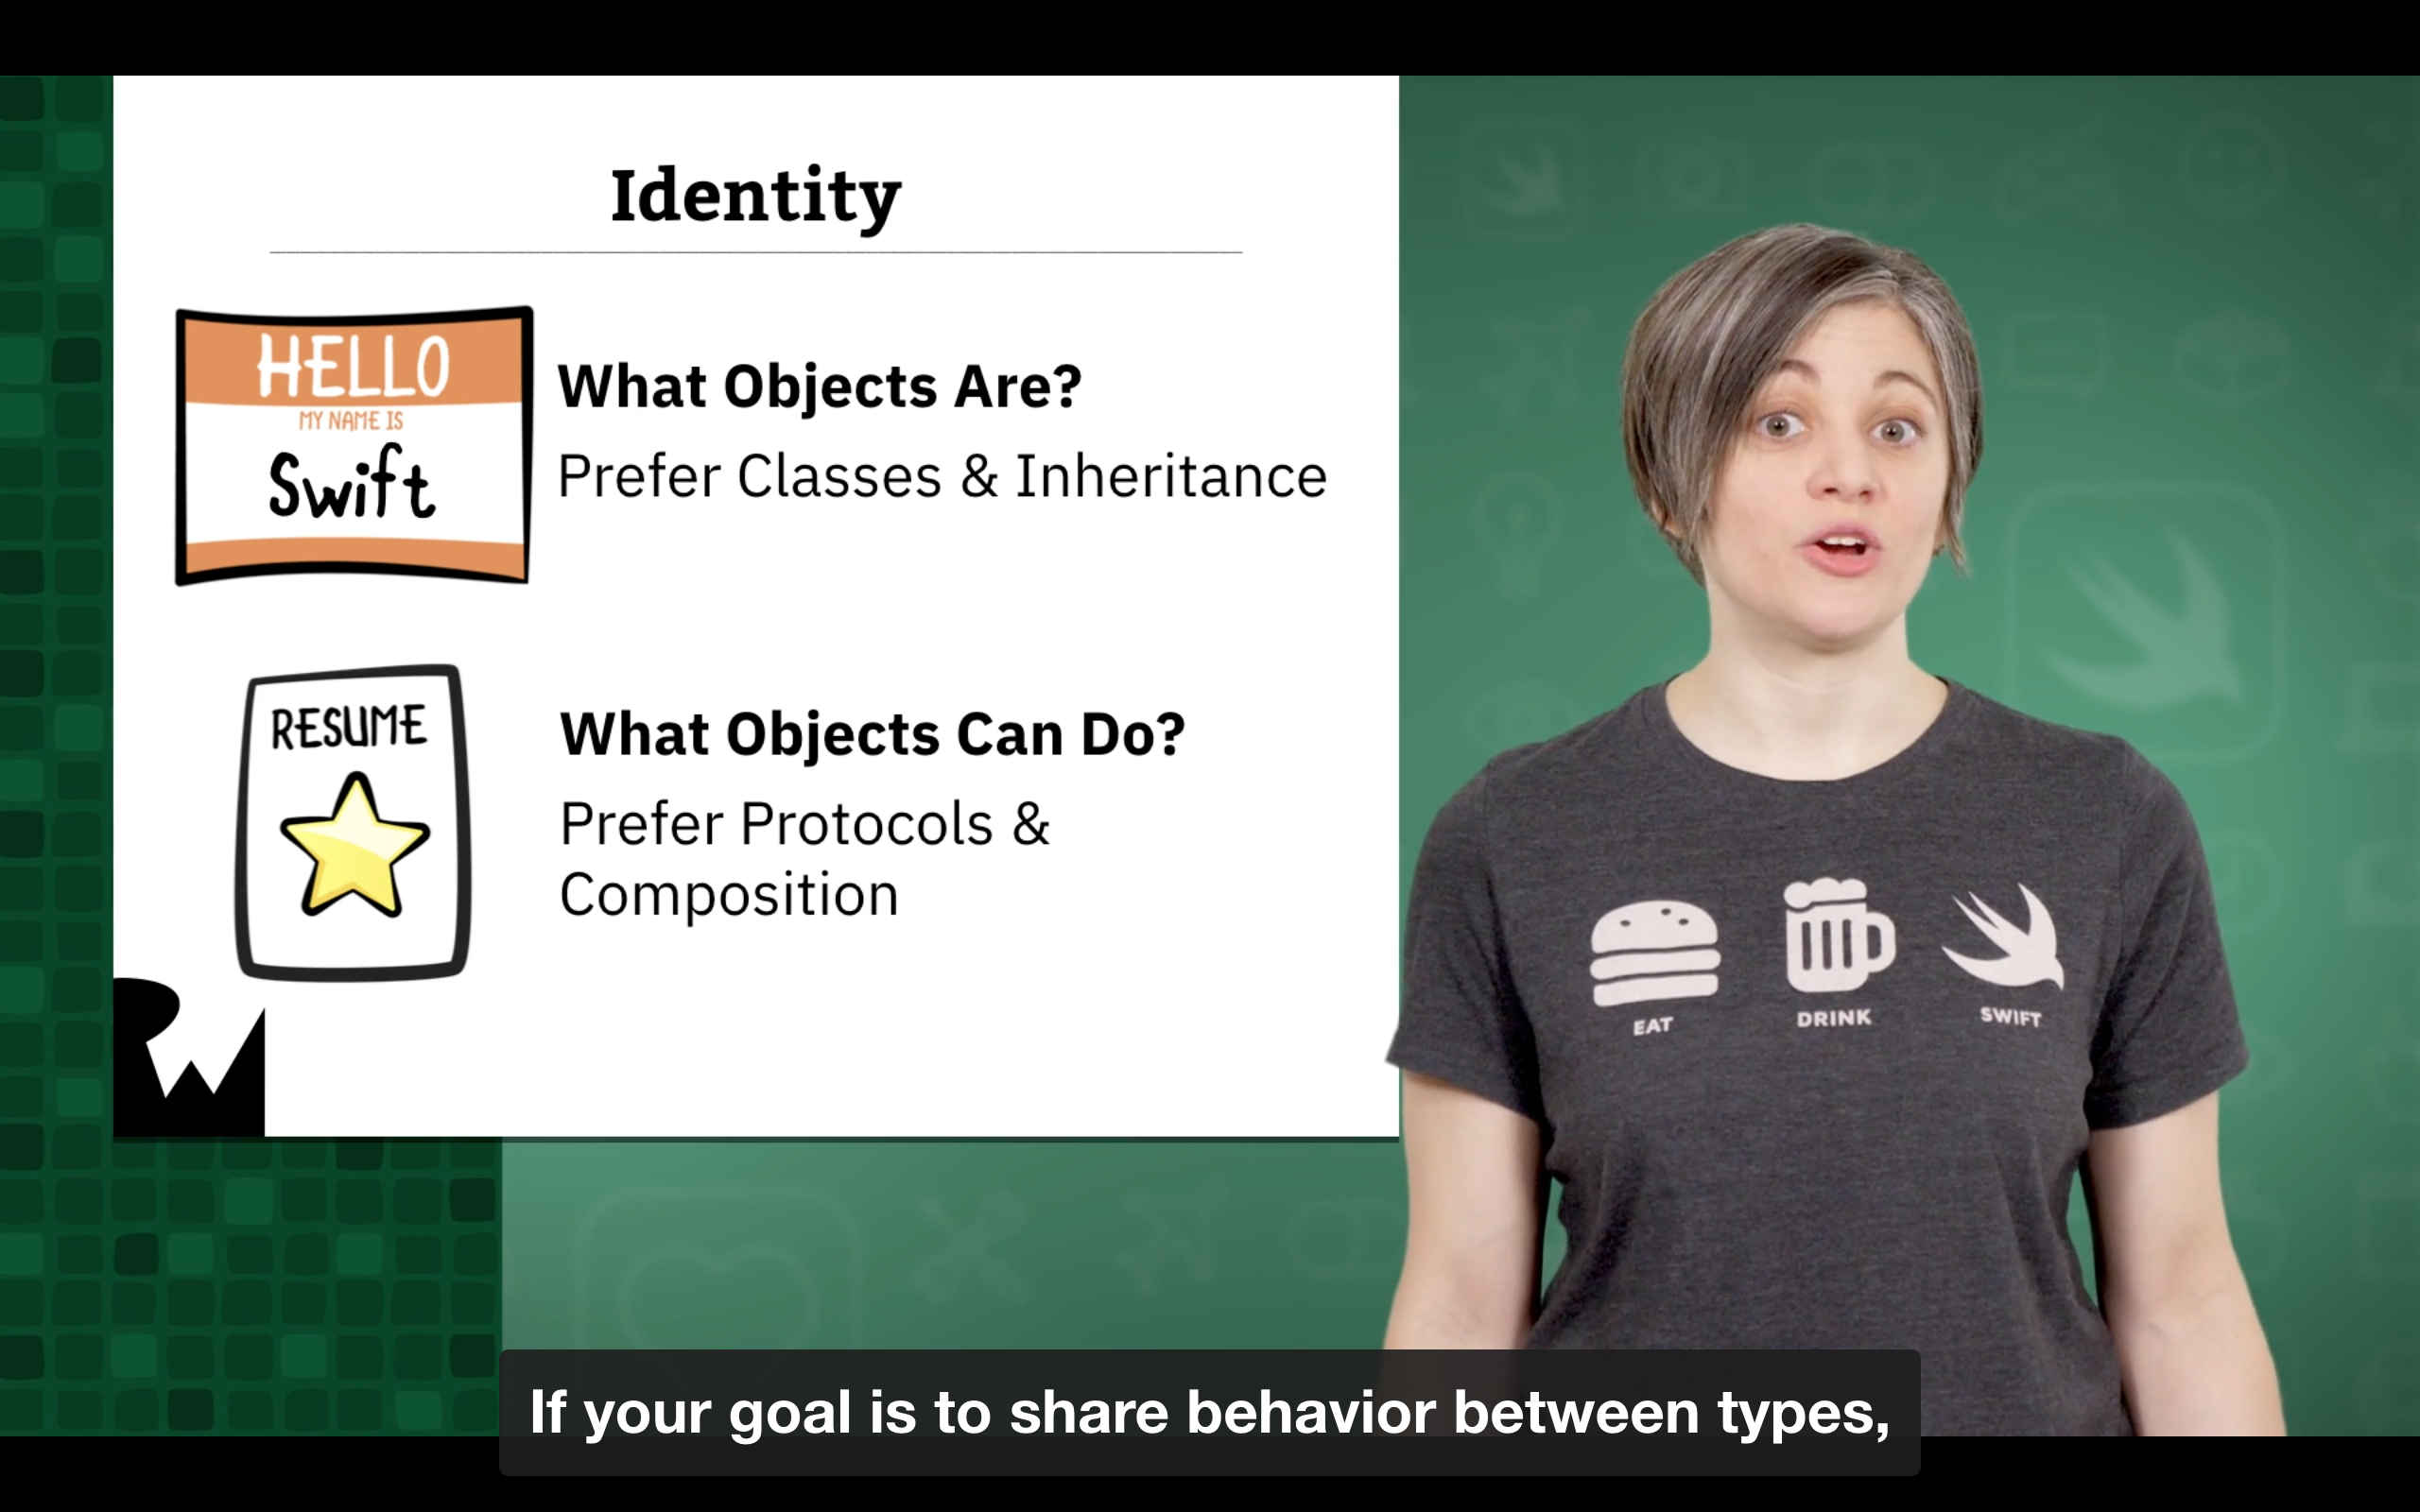 Identity
HELLO
MY NAME IS
Swift
What Objects Are?
Prefer Classes & Inheritance
RESUME
What Objects Can Do?
Prefer Protocols &
Composition
EAT
DRINK
SWIFT
If your goal is to share behavior between types,